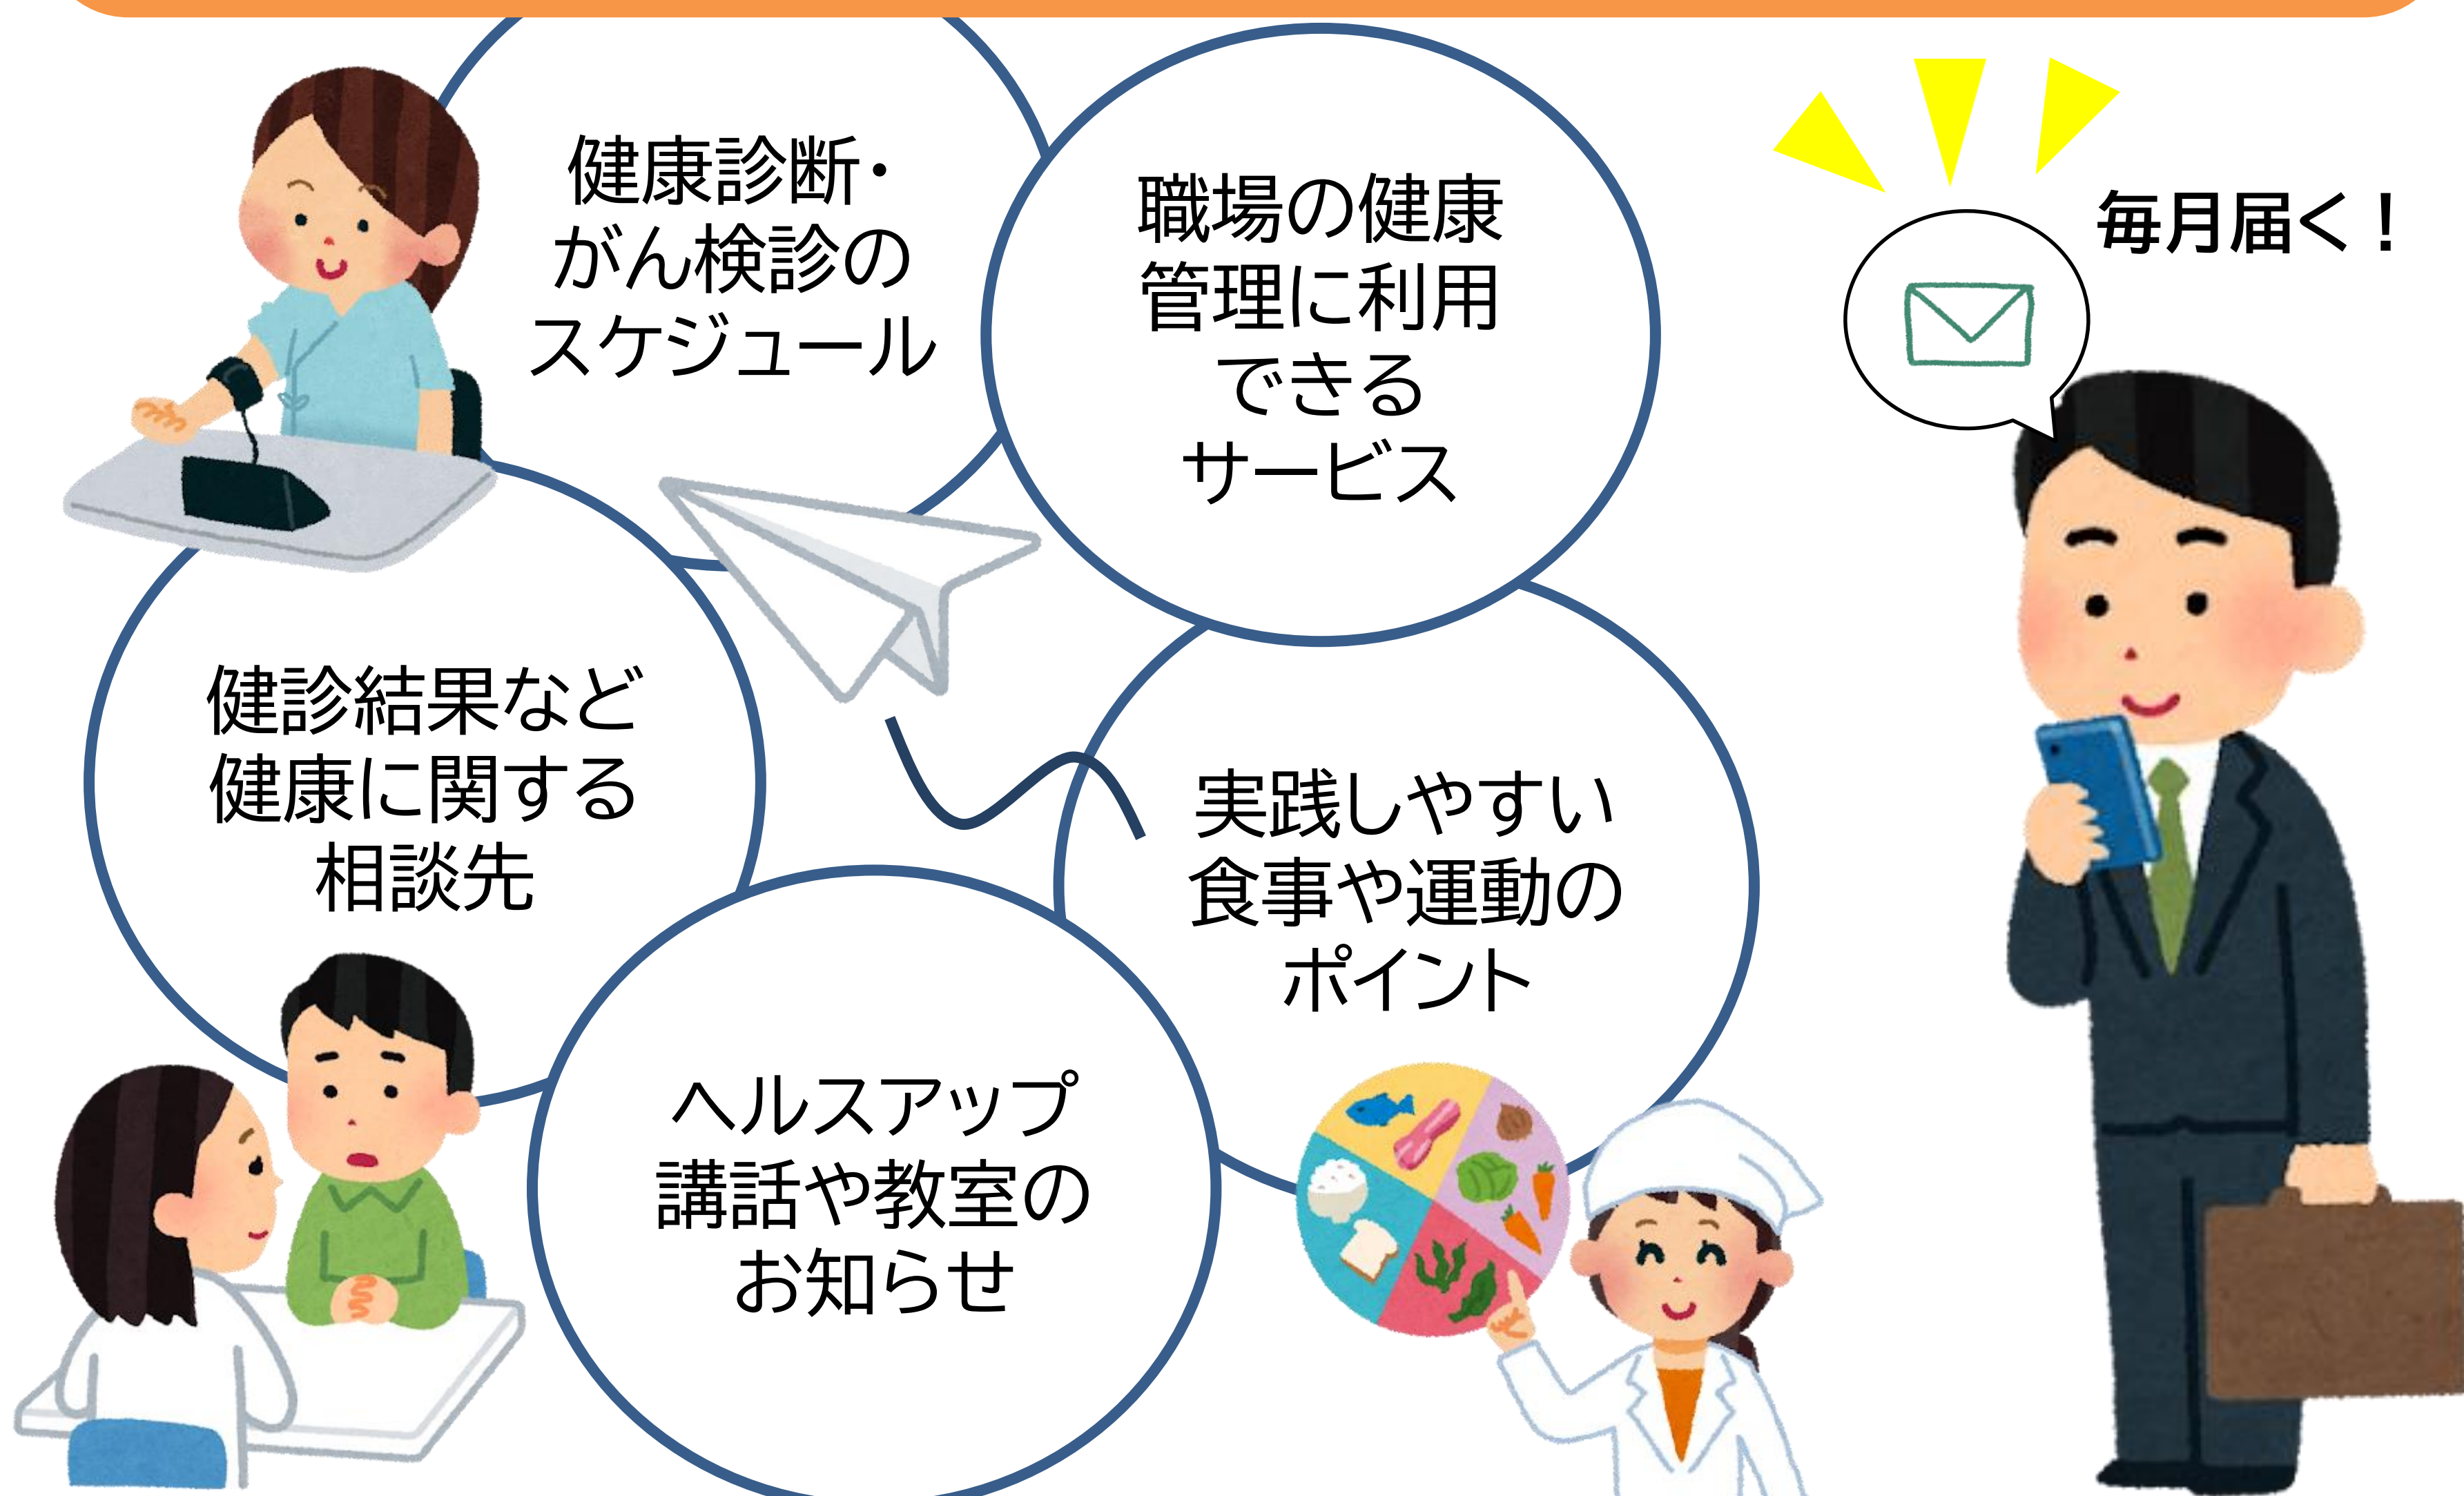 健康診断・
がん検診の
スケジュール
職場の健康
管理に利用
できる
サービス
毎月届く！
健診結果など
健康に関する
相談先
実践しやすい
食事や運動の
ポイント
ヘルスアップ
講話や教室の
お知らせ